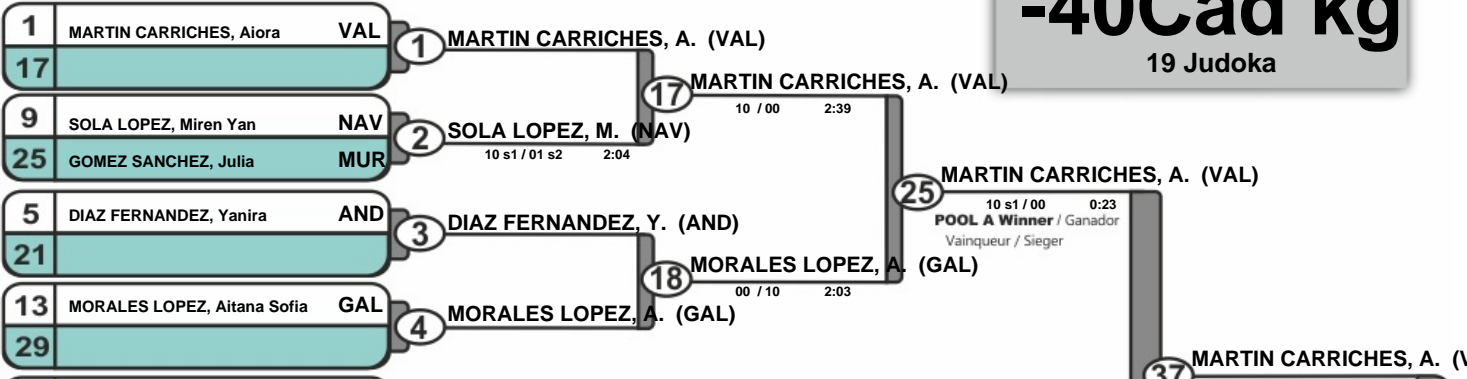 -40Cad kg
19 Judoka
1 MARTIN CARRICHES, Aiora VAL
17
9 SOLA LOPEZ, Miren Yan NAV
25 GOMEZ SANCHEZ, Julia MUR
5 DIAZ FERNANDEZ, Yanira AND
21
13 MORALES LOPEZ, Aitana Sofia GAL
29
1 MARTIN CARRICHES, A. (VAL)
2 SOLA LOPEZ, M. (NAV)
10 s1 / 01 s2 2:04
3 DIAZ FERNANDEZ, Y. (AND)
4 MORALES LOPEZ, A. (GAL)
17 MARTIN CARRICHES, A. (VAL)
10 / 00 2:39
18 MORALES LOPEZ, A. (GAL)
00 / 10 2:03
25 MARTIN CARRICHES, A. (VAL)
10 s1 / 00 0:23
POOL A Winner / Ganador
Vainqueur / Sieger
37 MARTIN CARRICHES, A.